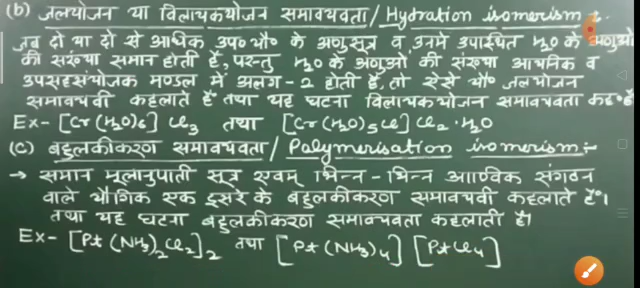 (b) जलयोजन या विलायकयोजन समावयवता / Hydration isomerism :
जब दो या दो से अधिक उप० यौ० के अणुसूत्र व उनमे उपस्थित H2O के अणुओ
की संख्या समान होती है, परन्तु H2O के अणुओ की संख्या आयनिक व
उपसहसंयोजक मण्डल में अलग-2 होती है, तो ऐसे यौ० जलयोजन
समावयवी कहलाते है तथा यह घटना विलायकयोजन समावयवता कह० है
Ex- [Cr(H2O)6] Cl3 तथा [Cr(H2O)5Cl] Cl2·H2O
(c) बहुलकीकरण समावयवता / Polymerisation isomerism :-
→ समान मूलानुपाती सूत्र एवम् भिन्न-भिन्न आण्विक संगठन
वाले यौगिक एक दूसरे के बहुलकीकरण समावयवी कहलाते है।
तथा यह घटना बहुलकीकरण समावयवता कहलाती है।
Ex- [Pt(NH3)2Cl2]2 तथा [Pt(NH3)4] [PtCl4]